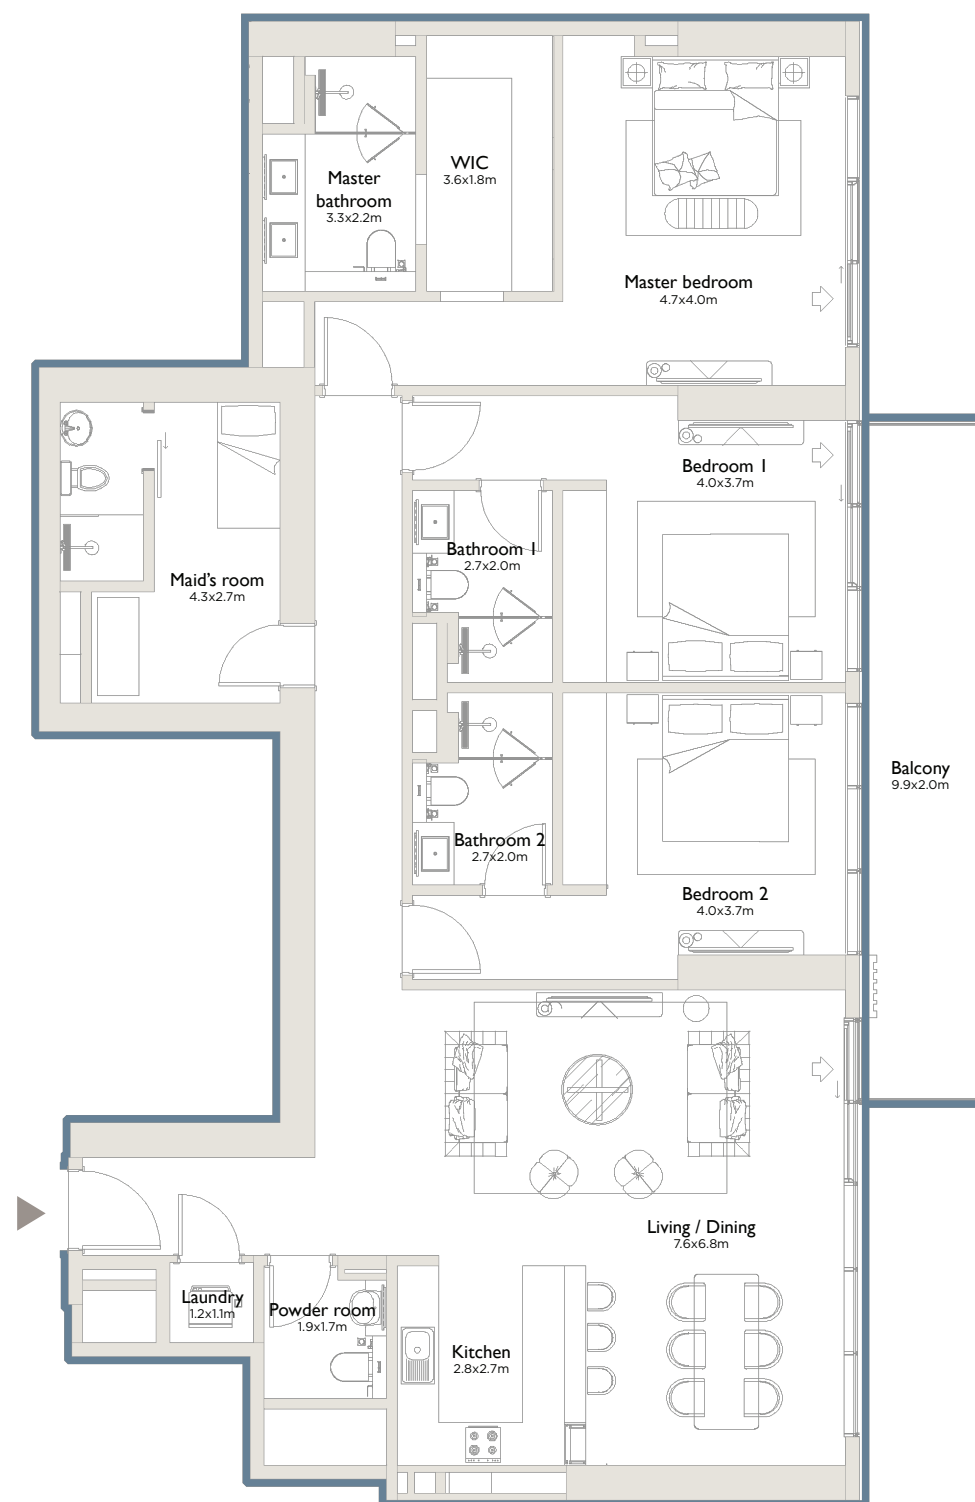 WIC
3.6x1.8m
Master
bathroom
3.3x2.2m
Master bedroom
4.7x4.0m
Bedroom 1
4.0x3.7m
Bathroom 1
2.7x2.0m
Maid's room
4.3x2.7m
Balcony
9.9x2.0m
Bathroom 2
2.7x2.0m
Bedroom 2
4.0x3.7m
Living / Dining
7.6x6.8m
Laundry
1.2x1.1m
Powder room
1.9x1.7m
Kitchen
2.8x2.7m